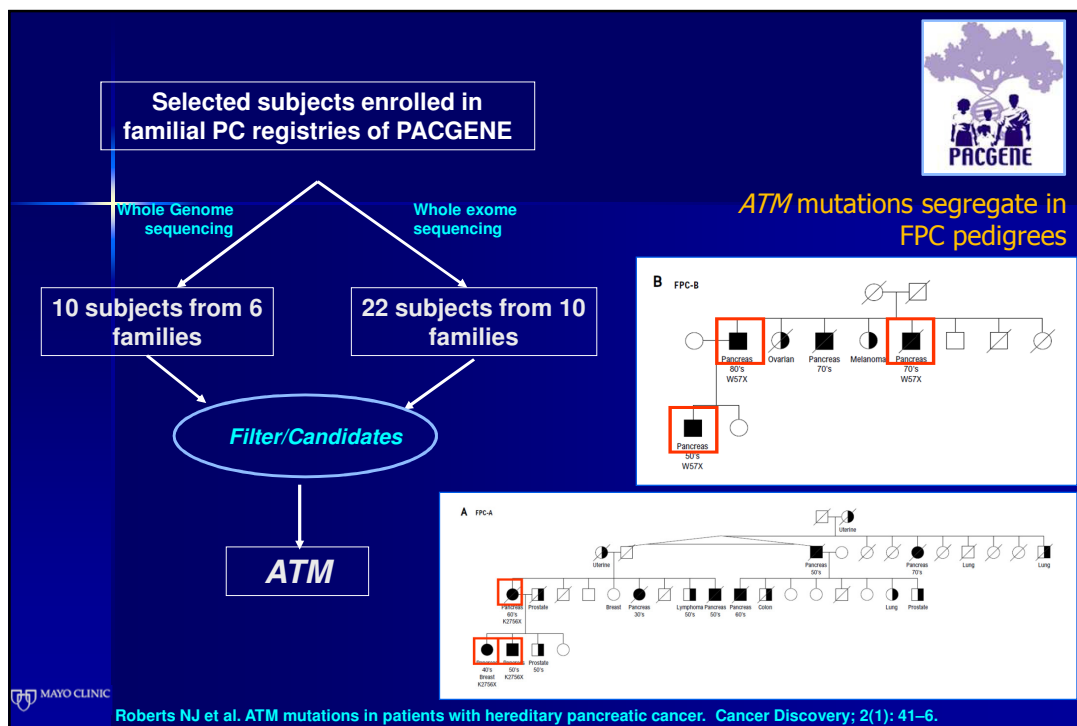 PACGENE
Selected subjects enrolled in
familial PC registries of PACGENE
Whole Genome
sequencing
Whole exome
sequencing
ATM mutations segregate in
FPC pedigrees
10 subjects from 6
families
22 subjects from 10
families
Filter/Candidates
ATM
B FPC-B
Pancreas
80's
W57X
Ovarian
Pancreas
70's
Melanoma
Pancreas
70's
W57X
Pancreas
50's
W57X
A FPC-A
Uterine
Uterine
Pancreas
50's
Pancreas
70's
Lung
Lung
Pancreas
60's
K2756X
Prostate
Breast
Pancreas
30's
Lymphoma
50's
Pancreas
50's
Pancreas
60's
Colon
Lung
Prostate
Pancreas
40's
Breast
K2756X
Pancreas
50's
K2756X
Prostate
50's
MAYO CLINIC
Roberts NJ et al. ATM mutations in patients with hereditary pancreatic cancer. Cancer Discovery; 2(1): 41–6.